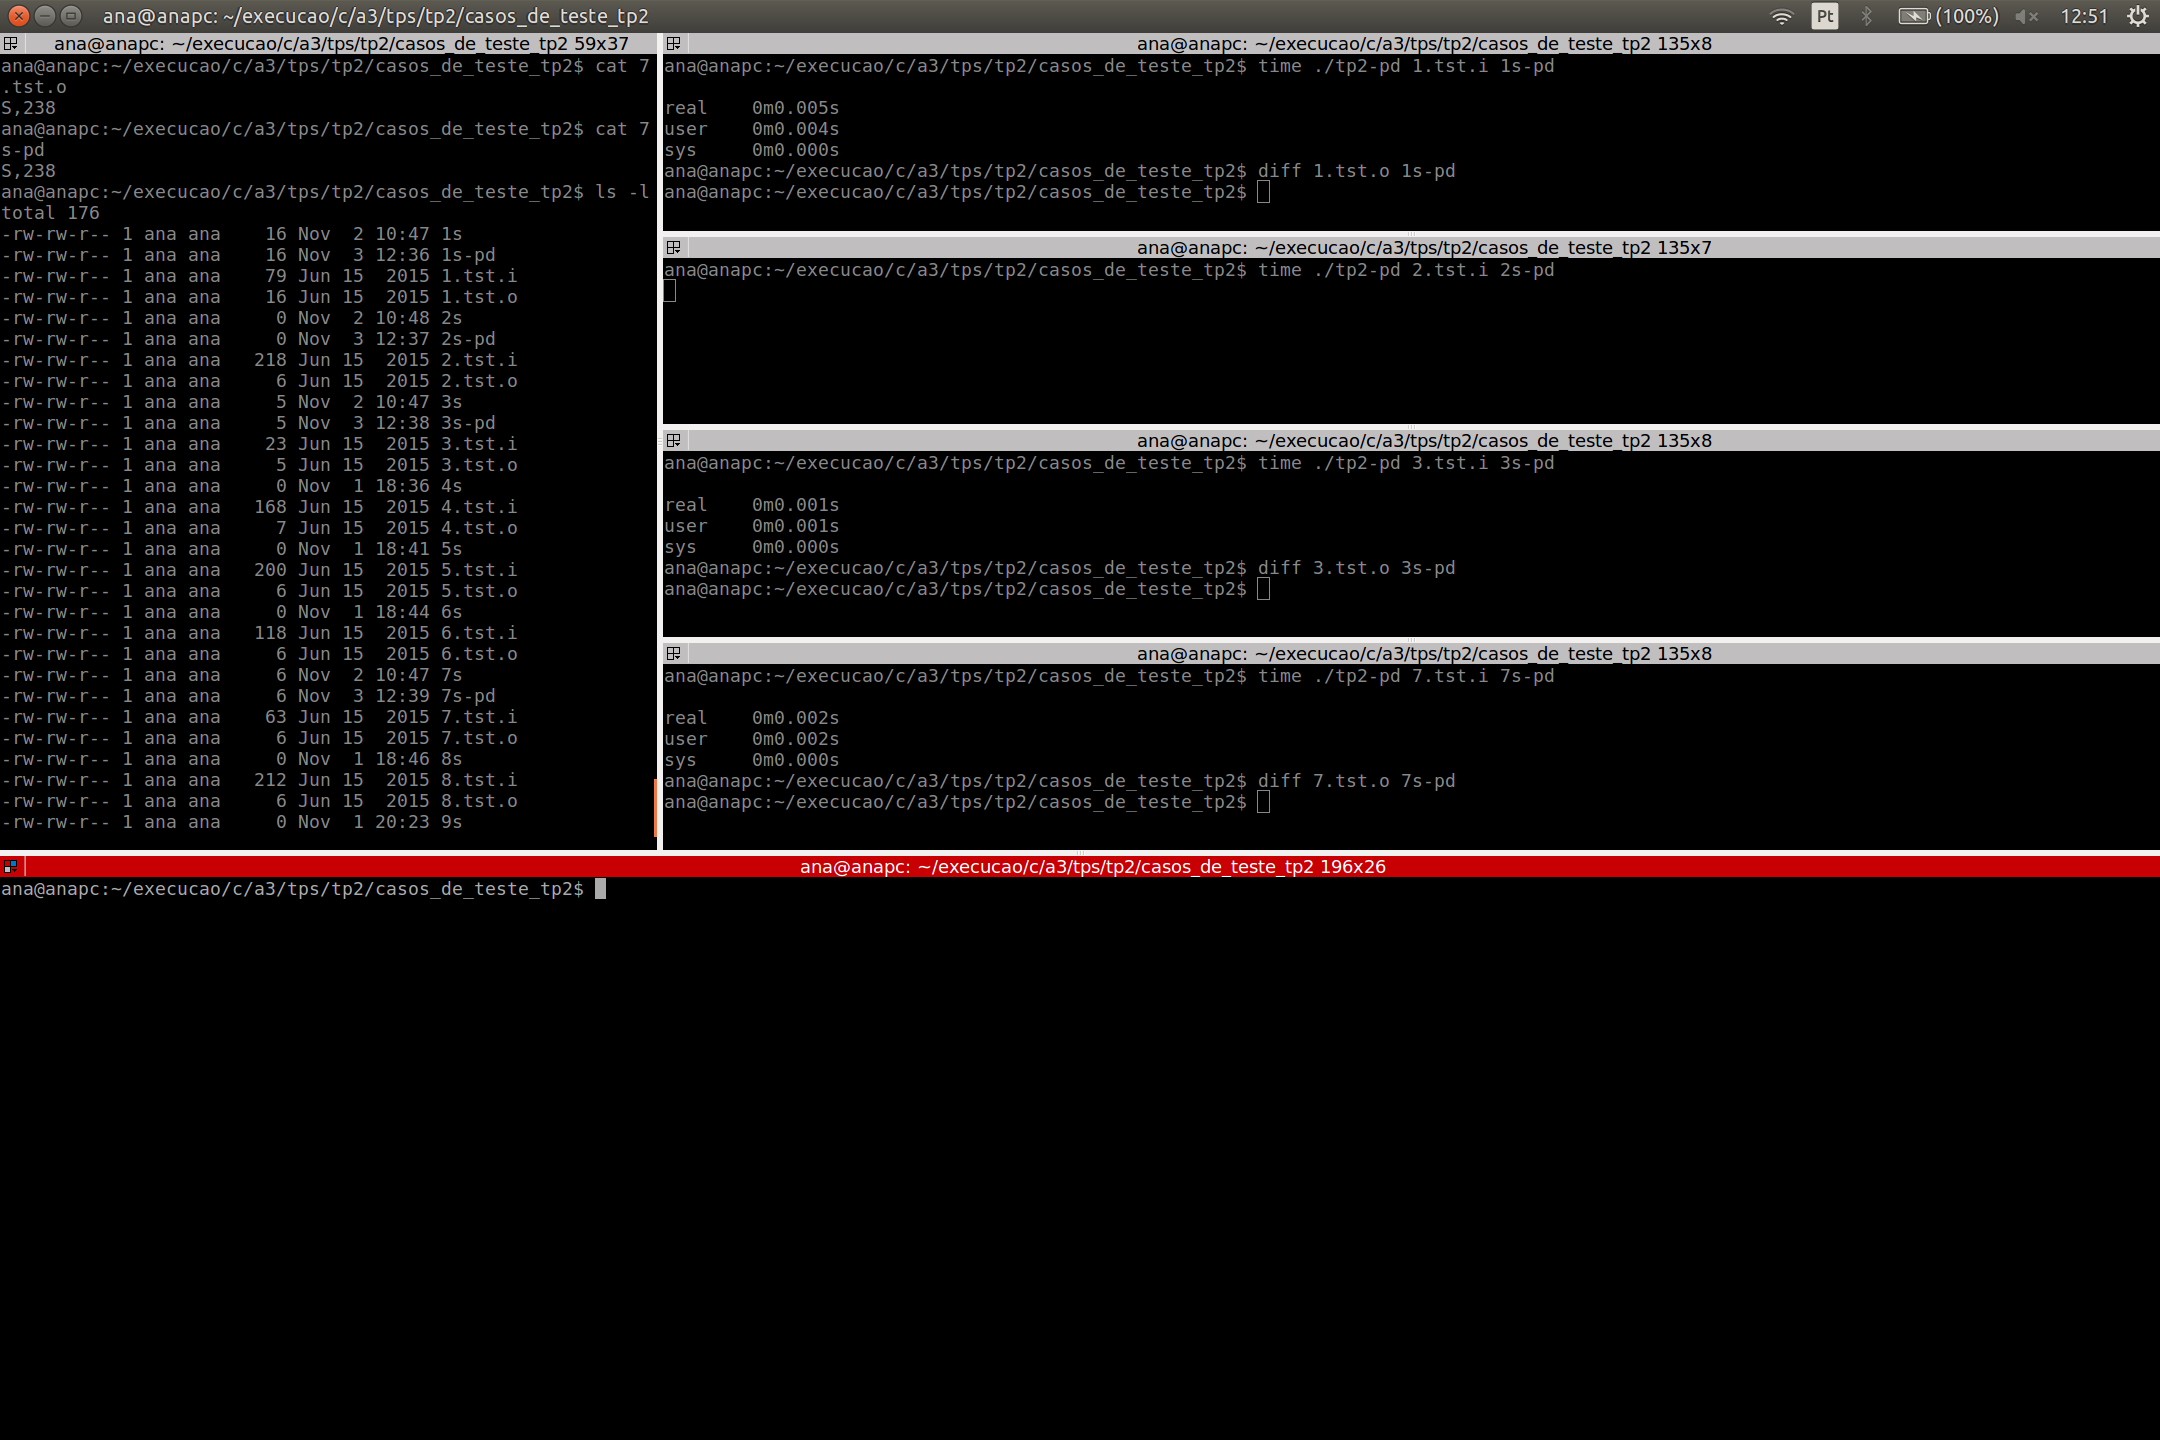 ana@anapc: ~/execucao/c/a3/tps/tp2/casos_de_teste_tp2
Pt
(100%)
12:51
ana@anapc: ~/execucao/c/a3/tps/tp2/casos_de_teste_tp2 59x37
ana@anapc:~/execucao/c/a3/tps/tp2/casos_de_teste_tp2$ cat 7
.tst.o
S,238
ana@anapc:~/execucao/c/a3/tps/tp2/casos_de_teste_tp2$ cat 7
s-pd
S,238
ana@anapc:~/execucao/c/a3/tps/tp2/casos_de_teste_tp2$ ls -l
total 176
-rw-rw-r-- 1 ana ana    16 Nov  2 10:47 1s
-rw-rw-r-- 1 ana ana    16 Nov  3 12:36 1s-pd
-rw-rw-r-- 1 ana ana    79 Jun 15  2015 1.tst.i
-rw-rw-r-- 1 ana ana    16 Jun 15  2015 1.tst.o
-rw-rw-r-- 1 ana ana     0 Nov  2 10:48 2s
-rw-rw-r-- 1 ana ana     0 Nov  3 12:37 2s-pd
-rw-rw-r-- 1 ana ana   218 Jun 15  2015 2.tst.i
-rw-rw-r-- 1 ana ana     6 Jun 15  2015 2.tst.o
-rw-rw-r-- 1 ana ana     5 Nov  2 10:47 3s
-rw-rw-r-- 1 ana ana     5 Nov  3 12:38 3s-pd
-rw-rw-r-- 1 ana ana    23 Jun 15  2015 3.tst.i
-rw-rw-r-- 1 ana ana     5 Jun 15  2015 3.tst.o
-rw-rw-r-- 1 ana ana     0 Nov  1 18:36 4s
-rw-rw-r-- 1 ana ana   168 Jun 15  2015 4.tst.i
-rw-rw-r-- 1 ana ana     7 Jun 15  2015 4.tst.o
-rw-rw-r-- 1 ana ana     0 Nov  1 18:41 5s
-rw-rw-r-- 1 ana ana   200 Jun 15  2015 5.tst.i
-rw-rw-r-- 1 ana ana     6 Jun 15  2015 5.tst.o
-rw-rw-r-- 1 ana ana     0 Nov  1 18:44 6s
-rw-rw-r-- 1 ana ana   118 Jun 15  2015 6.tst.i
-rw-rw-r-- 1 ana ana     6 Jun 15  2015 6.tst.o
-rw-rw-r-- 1 ana ana     6 Nov  2 10:47 7s
-rw-rw-r-- 1 ana ana     6 Nov  3 12:39 7s-pd
-rw-rw-r-- 1 ana ana    63 Jun 15  2015 7.tst.i
-rw-rw-r-- 1 ana ana     6 Jun 15  2015 7.tst.o
-rw-rw-r-- 1 ana ana     0 Nov  1 18:46 8s
-rw-rw-r-- 1 ana ana   212 Jun 15  2015 8.tst.i
-rw-rw-r-- 1 ana ana     6 Jun 15  2015 8.tst.o
-rw-rw-r-- 1 ana ana     0 Nov  1 20:23 9s
ana@anapc: ~/execucao/c/a3/tps/tp2/casos_de_teste_tp2 135x8
ana@anapc:~/execucao/c/a3/tps/tp2/casos_de_teste_tp2$ time ./tp2-pd 1.tst.i 1s-pd
real    0m0.005s
user    0m0.004s
sys     0m0.000s
ana@anapc:~/execucao/c/a3/tps/tp2/casos_de_teste_tp2$ diff 1.tst.o 1s-pd
ana@anapc:~/execucao/c/a3/tps/tp2/casos_de_teste_tp2$
ana@anapc: ~/execucao/c/a3/tps/tp2/casos_de_teste_tp2 135x7
ana@anapc:~/execucao/c/a3/tps/tp2/casos_de_teste_tp2$ time ./tp2-pd 2.tst.i 2s-pd
ana@anapc: ~/execucao/c/a3/tps/tp2/casos_de_teste_tp2 135x8
ana@anapc:~/execucao/c/a3/tps/tp2/casos_de_teste_tp2$ time ./tp2-pd 3.tst.i 3s-pd
real    0m0.001s
user    0m0.001s
sys     0m0.000s
ana@anapc:~/execucao/c/a3/tps/tp2/casos_de_teste_tp2$ diff 3.tst.o 3s-pd
ana@anapc:~/execucao/c/a3/tps/tp2/casos_de_teste_tp2$
ana@anapc: ~/execucao/c/a3/tps/tp2/casos_de_teste_tp2 135x8
ana@anapc:~/execucao/c/a3/tps/tp2/casos_de_teste_tp2$ time ./tp2-pd 7.tst.i 7s-pd
real    0m0.002s
user    0m0.002s
sys     0m0.000s
ana@anapc:~/execucao/c/a3/tps/tp2/casos_de_teste_tp2$ diff 7.tst.o 7s-pd
ana@anapc:~/execucao/c/a3/tps/tp2/casos_de_teste_tp2$
ana@anapc: ~/execucao/c/a3/tps/tp2/casos_de_teste_tp2 196x26
ana@anapc:~/execucao/c/a3/tps/tp2/casos_de_teste_tp2$